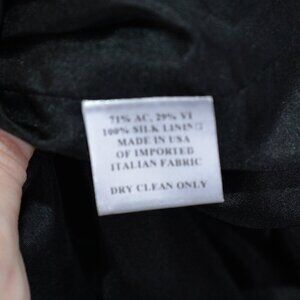 71% AC, 29% VI
100% SILK LINING
MADE IN USA
OF IMPORTED
ITALIAN FABRIC
DRY CLEAN ONLY